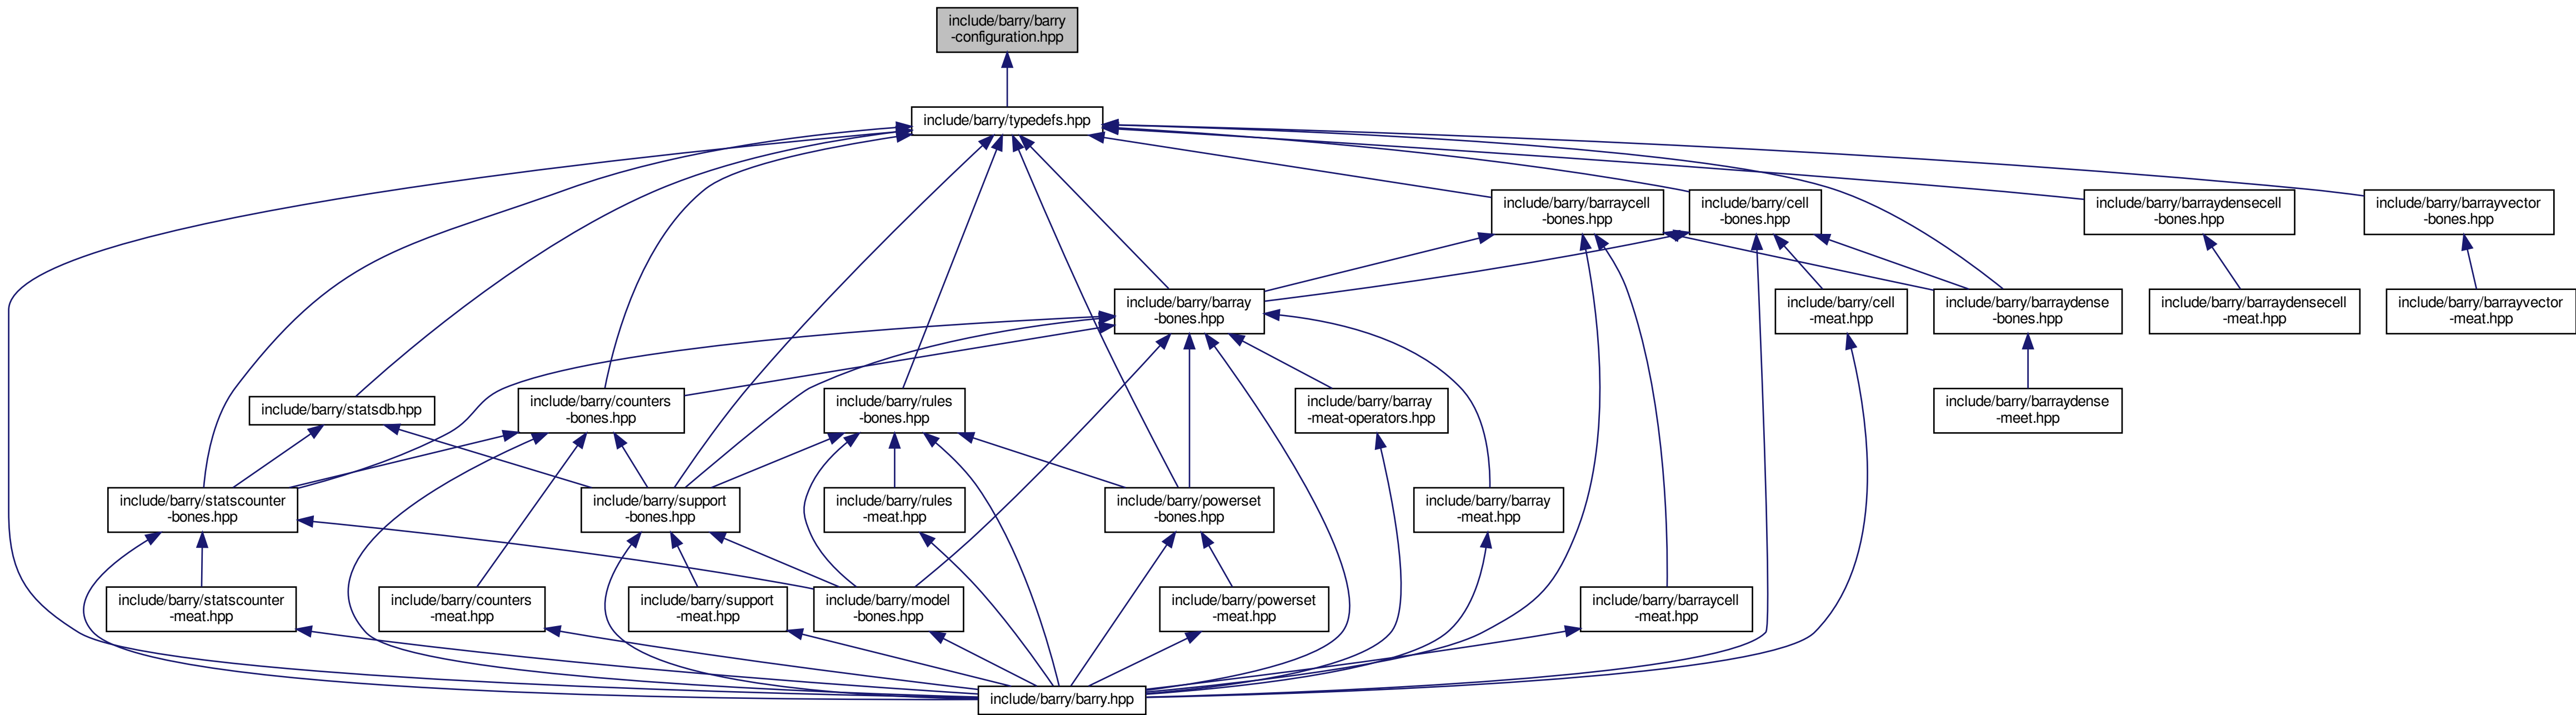 include/barry/barry
-configuration.hpp
include/barry/typedefs.hpp
include/barry/barraycell
-bones.hpp
include/barry/cell
-bones.hpp
include/barry/barraydensecell
-bones.hpp
include/barry/barrayvector
-bones.hpp
include/barry/barray
-bones.hpp
include/barry/cell
-meat.hpp
include/barry/barraydense
-bones.hpp
include/barry/barraydensecell
-meat.hpp
include/barry/barrayvector
-meat.hpp
include/barry/statsdb.hpp
include/barry/counters
-bones.hpp
include/barry/rules
-bones.hpp
include/barry/barray
-meat-operators.hpp
include/barry/barraydense
-meet.hpp
include/barry/statscounter
-bones.hpp
include/barry/support
-bones.hpp
include/barry/rules
-meat.hpp
include/barry/powerset
-bones.hpp
include/barry/barray
-meat.hpp
include/barry/statscounter
-meat.hpp
include/barry/counters
-meat.hpp
include/barry/support
-meat.hpp
include/barry/model
-bones.hpp
include/barry/powerset
-meat.hpp
include/barry/barraycell
-meat.hpp
include/barry/barry.hpp